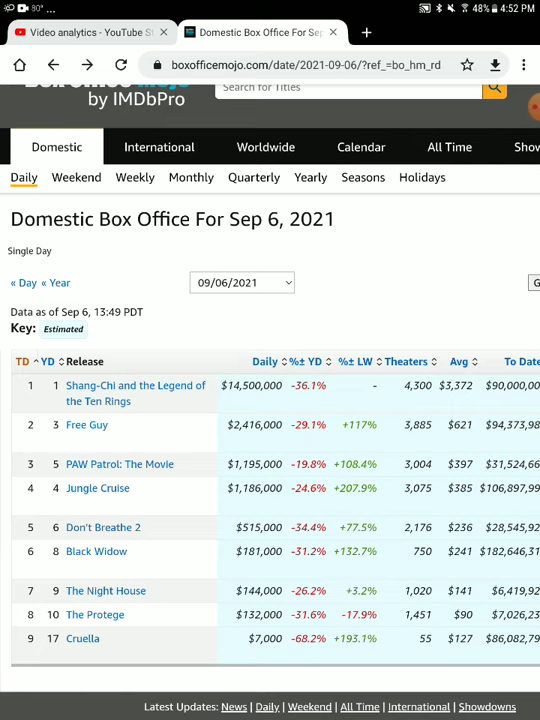 80° ...
48% 4:52 PM
Video analytics - YouTube S
Domestic Box Office For Sep
boxofficemojo.com/date/2021-09-06/?ref_=bo_hm_rd
by IMDbPro
Search for Titles
Domestic International Worldwide Calendar All Time Show
Daily Weekend Weekly Monthly Quarterly Yearly Seasons Holidays
Domestic Box Office For Sep 6, 2021
Single Day
« Day « Year 09/06/2021 G
Data as of Sep 6, 13:49 PDT
Key: Estimated
TD YD Release Daily %± YD %± LW Theaters Avg To Date
1 1 Shang-Chi and the Legend of the Ten Rings $14,500,000 -36.1% - 4,300 $3,372 $90,000,00
2 3 Free Guy $2,416,000 -29.1% +117% 3,885 $621 $94,373,98
3 5 PAW Patrol: The Movie $1,195,000 -19.8% +108.4% 3,004 $397 $31,524,66
4 4 Jungle Cruise $1,186,000 -24.6% +207.9% 3,075 $385 $106,897,99
5 6 Don't Breathe 2 $515,000 -34.4% +77.5% 2,176 $236 $28,545,92
6 8 Black Widow $181,000 -31.2% +132.7% 750 $241 $182,646,31
7 9 The Night House $144,000 -26.2% +3.2% 1,020 $141 $6,419,92
8 10 The Protege $132,000 -31.6% -17.9% 1,451 $90 $7,026,23
9 17 Cruella $7,000 -68.2% +193.1% 55 $127 $86,082,79
Latest Updates: News | Daily | Weekend | All Time | International | Showdowns